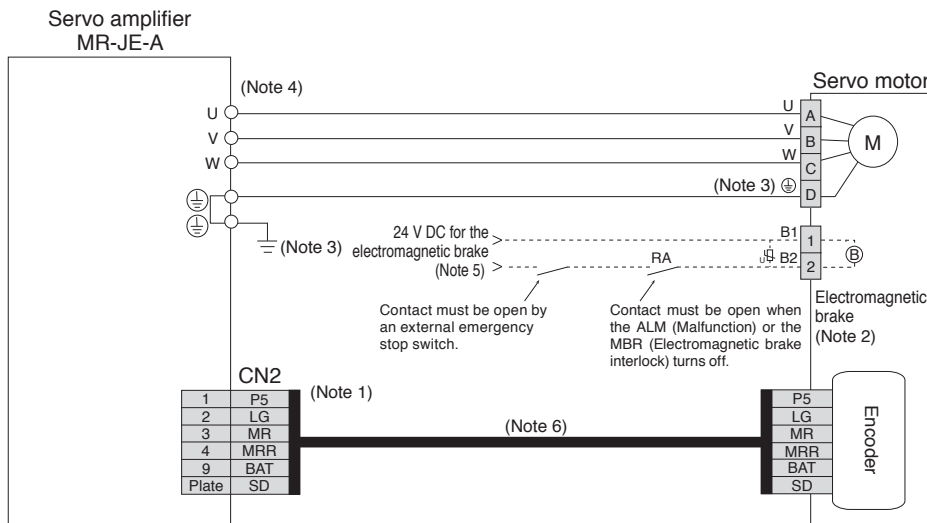 Servo amplifier
MR-JE-A
(Note 4)
Servo motor
U
U
A
V
V
B
M
W
W
C
(Note 3)
D
(Note 3)
24 V DC for the
electromagnetic brake
(Note 5)
B1
1
RA
U
B2
2
B
Contact must be open by
an external emergency
stop switch.
Contact must be open when
the ALM (Malfunction) or the
MBR (Electromagnetic brake
interlock) turns off.
Electromagnetic
brake
(Note 2)
CN2
(Note 1)
(Note 6)
1 P5
2 LG
3 MR
4 MRR
9 BAT
Plate SD
P5
LG
MR
MRR
BAT
SD
Encoder